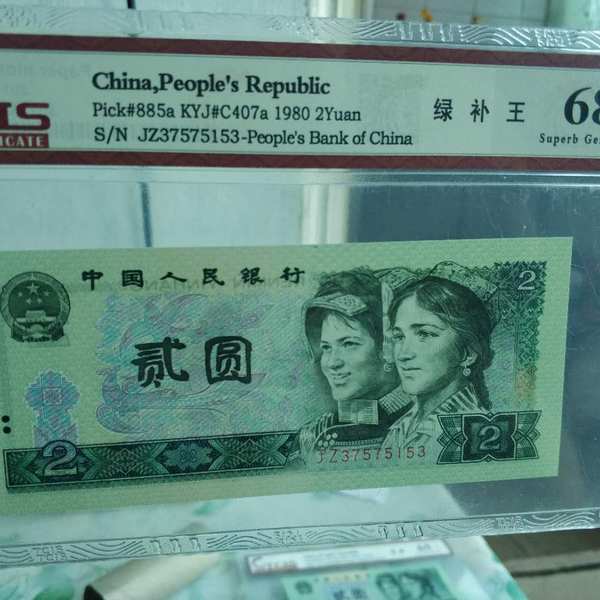 China,People's Republic
Pick#885a KYJ#C407a 1980 2Yuan
S/N JZ37575153-People's Bank of China
绿补王
68
Superb Ge
中国人民银行
2
贰圆
2
2
JZ37575153